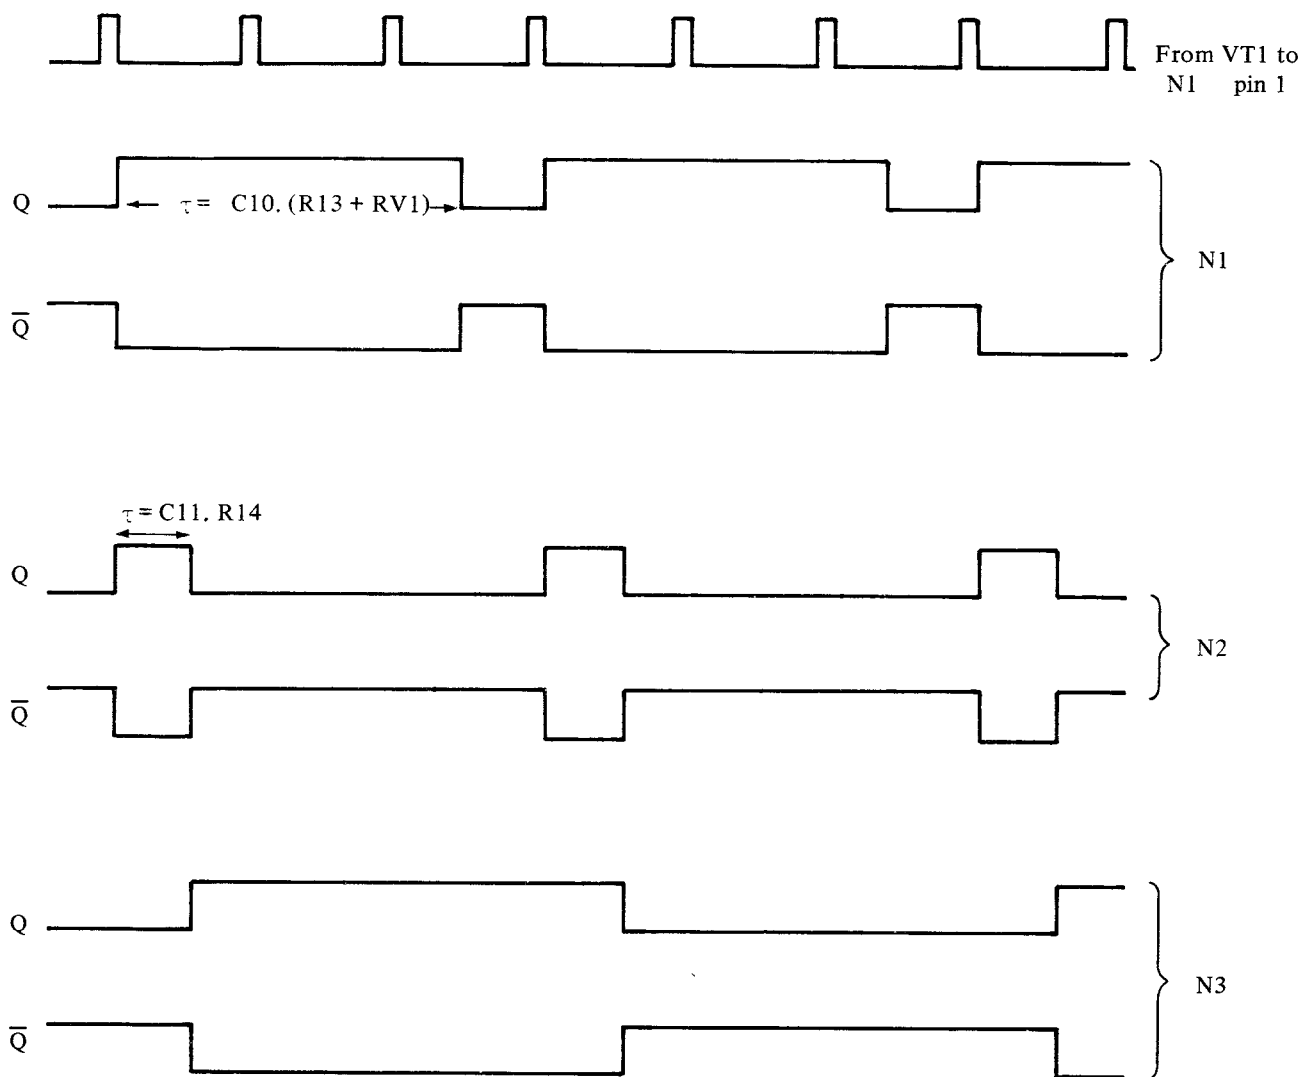 From VT1 to
N1 pin 1
Q
τ = C10. (R13 + RV1)
N1
Q̅
τ = C11. R14
Q
N2
Q̅
Q
N3
Q̅